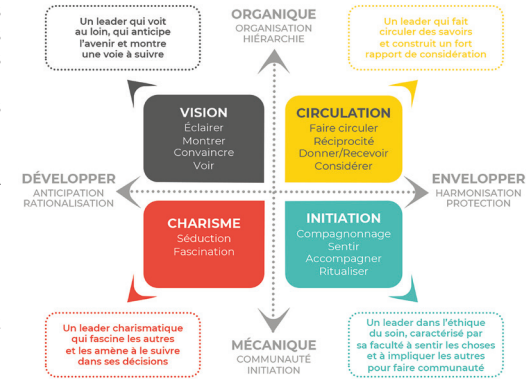 Un leader qui voit
au loin, qui anticipe
l'avenir et montre
une voie à suivre
ORGANIQUE
ORGANISATION
HIÉRARCHIE
Un leader qui fait
circuler des savoirs
et construit un fort
rapport de considération
VISION
Éclairer
Montrer
Convaincre
Voir
CIRCULATION
Faire circuler
Réciprocité
Donner/Recevoir
Considérer
DÉVELOPPER
ANTICIPATION
RATIONALISATION
ENVELOPPER
HARMONISATION
PROTECTION
CHARISME
Séduction
Fascination
INITIATION
Compagnonnage
Sentir
Accompagner
Ritualiser
Un leader charismatique
qui fascine les autres
et les amène à le suivre
dans ses décisions
MÉCANIQUE
COMMUNAUTÉ
INITIATION
Un leader dans l'éthique
du soin, caractérisé par
sa faculté à sentir les choses
et à impliquer les autres
pour faire communauté